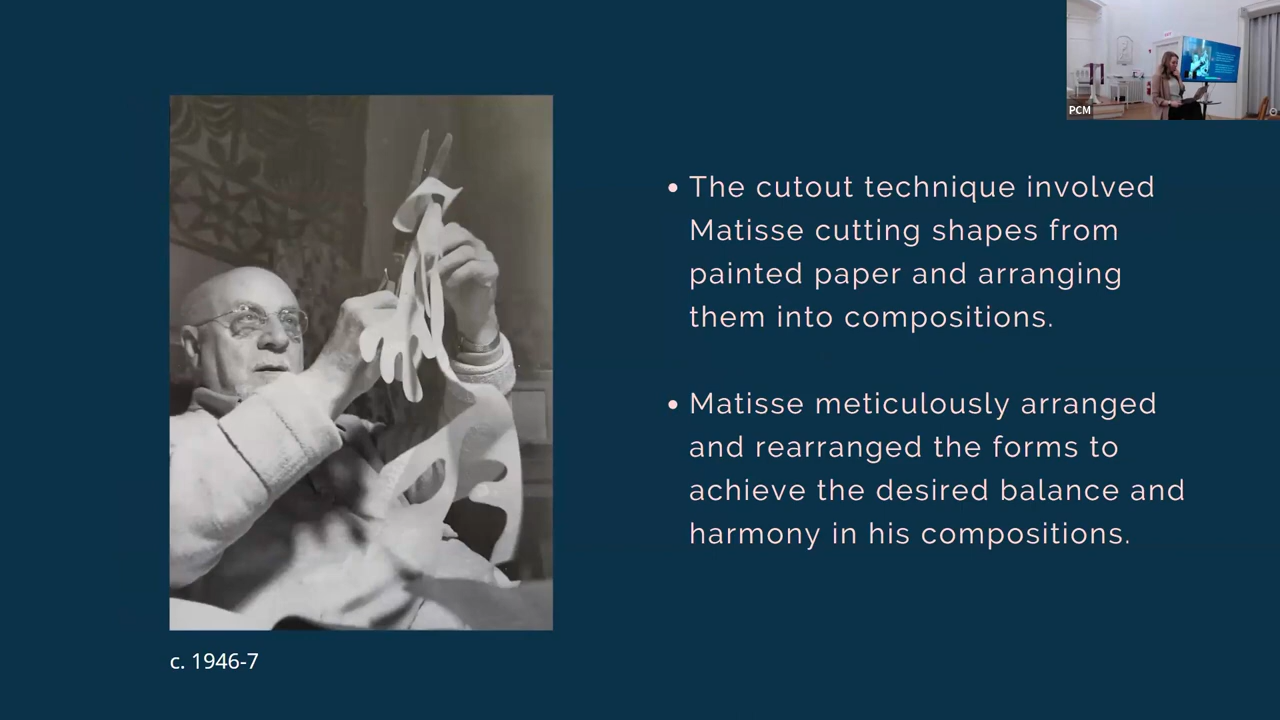 PCM
The cutout technique involved
Matisse cutting shapes from
painted paper and arranging
them into compositions.
Matisse meticulously arranged
and rearranged the forms to
achieve the desired balance and
harmony in his compositions.
c. 1946-7